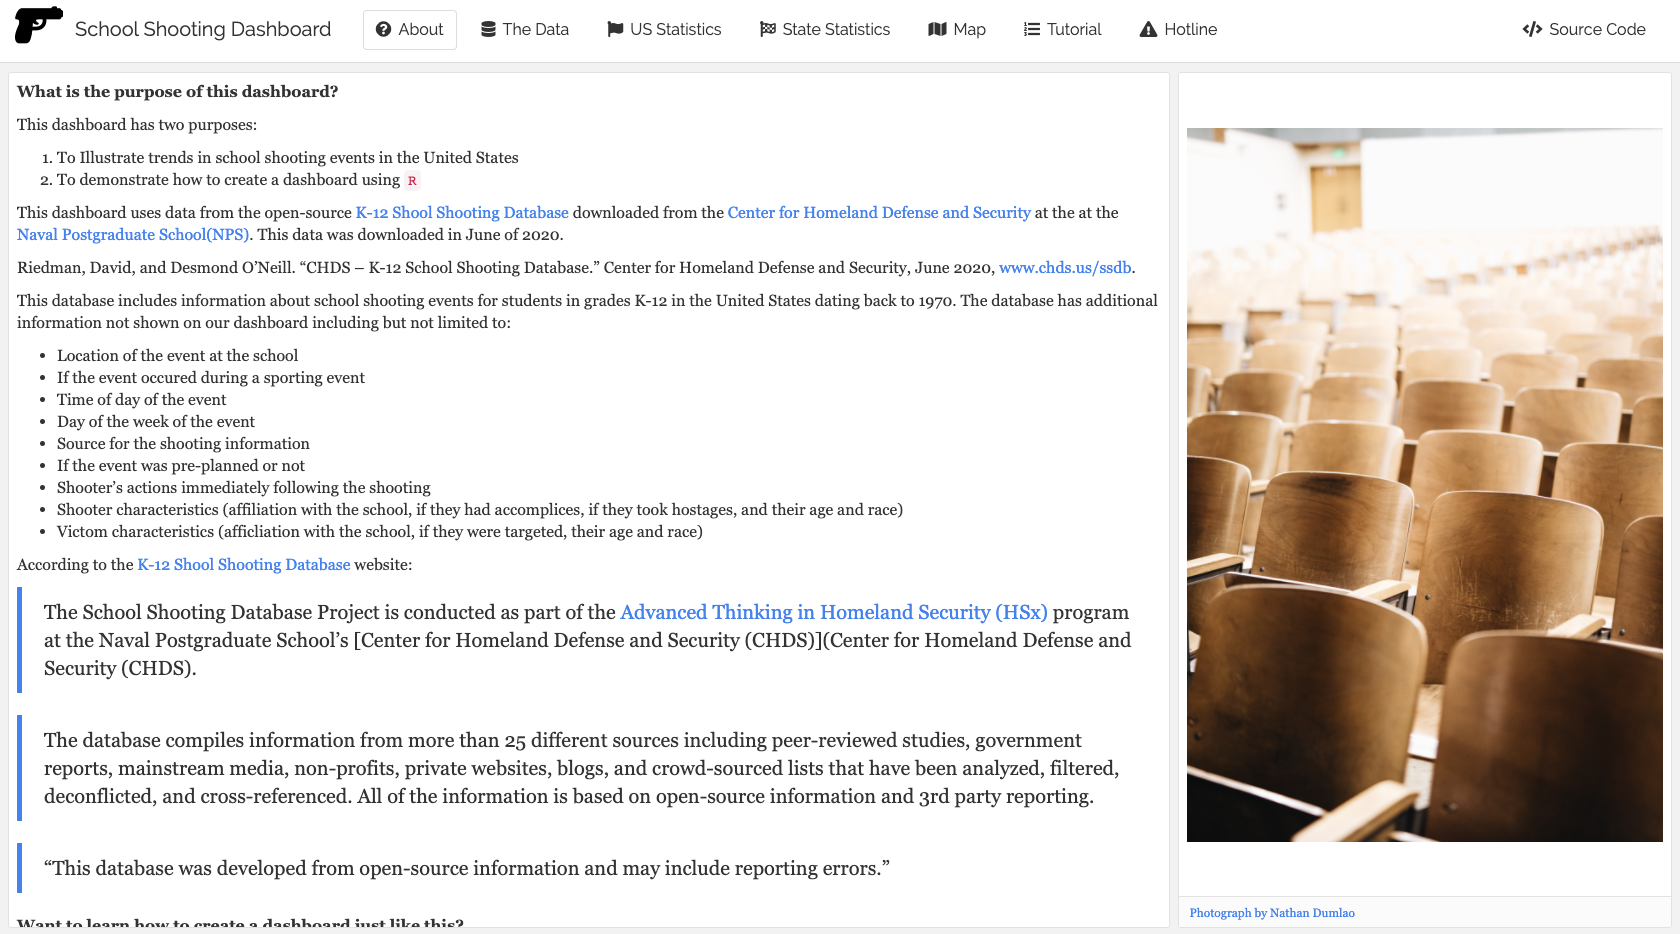 School Shooting Dashboard
About
The Data
US Statistics
State Statistics
Map
Tutorial
Hotline
Source Code
What is the purpose of this dashboard?
This dashboard has two purposes:
1. To Illustrate trends in school shooting events in the United States
2. To demonstrate how to create a dashboard using R
This dashboard uses data from the open-source K-12 Shool Shooting Database downloaded from the Center for Homeland Defense and Security at the at the
Naval Postgraduate School(NPS). This data was downloaded in June of 2020.
Riedman, David, and Desmond O’Neill. “CHDS – K-12 School Shooting Database.” Center for Homeland Defense and Security, June 2020, www.chds.us/ssdb.
This database includes information about school shooting events for students in grades K-12 in the United States dating back to 1970. The database has additional
information not shown on our dashboard including but not limited to:
• Location of the event at the school
• If the event occured during a sporting event
• Time of day of the event
• Day of the week of the event
• Source for the shooting information
• If the event was pre-planned or not
• Shooter’s actions immediately following the shooting
• Shooter characteristics (affiliation with the school, if they had accomplices, if they took hostages, and their age and race)
• Victom characteristics (afficliation with the school, if they were targeted, their age and race)
According to the K-12 Shool Shooting Database website:
The School Shooting Database Project is conducted as part of the Advanced Thinking in Homeland Security (HSx) program
at the Naval Postgraduate School’s [Center for Homeland Defense and Security (CHDS)](Center for Homeland Defense and
Security (CHDS).
The database compiles information from more than 25 different sources including peer-reviewed studies, government
reports, mainstream media, non-profits, private websites, blogs, and crowd-sourced lists that have been analyzed, filtered,
deconflicted, and cross-referenced. All of the information is based on open-source information and 3rd party reporting.
“This database was developed from open-source information and may include reporting errors.”
Want to learn how to create a dashboard just like this?
Photograph by Nathan Dumlao